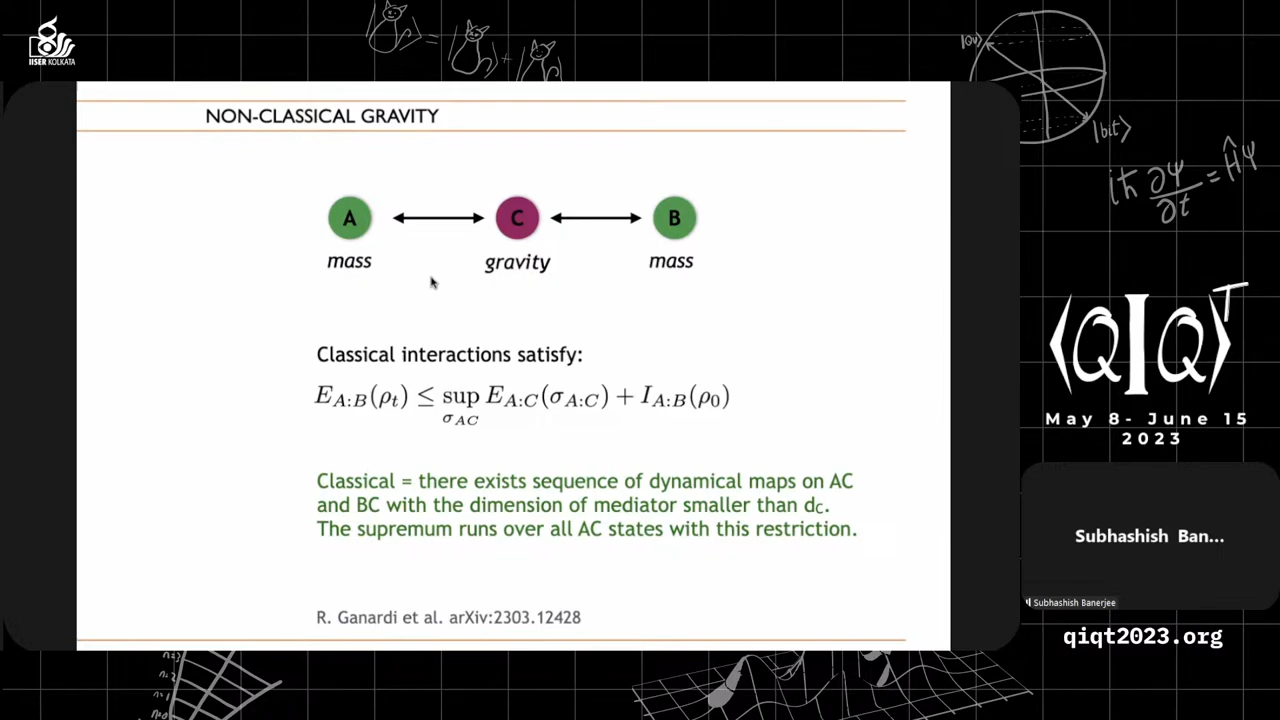 IISER KOLKATA
NON-CLASSICAL GRAVITY
A C B
mass gravity mass
Classical interactions satisfy:
E_{A:B}(ρ_t) ≤ sup_{σ_{AC}} E_{A:C}(σ_{A:C}) + I_{A:B}(ρ_0)
Classical = there exists sequence of dynamical maps on AC
and BC with the dimension of mediator smaller than d_C.
The supremum runs over all AC states with this restriction.
R. Ganardi et al. arXiv:2303.12428
|bit⟩
iħ ∂ψ/∂t = Ĥψ
⟨QIQ⟩T
May 8- June 15
2023
Subhashish Ban...
Subhashish Banerjee
qiqt2023.org
n=2
n=1
n=0